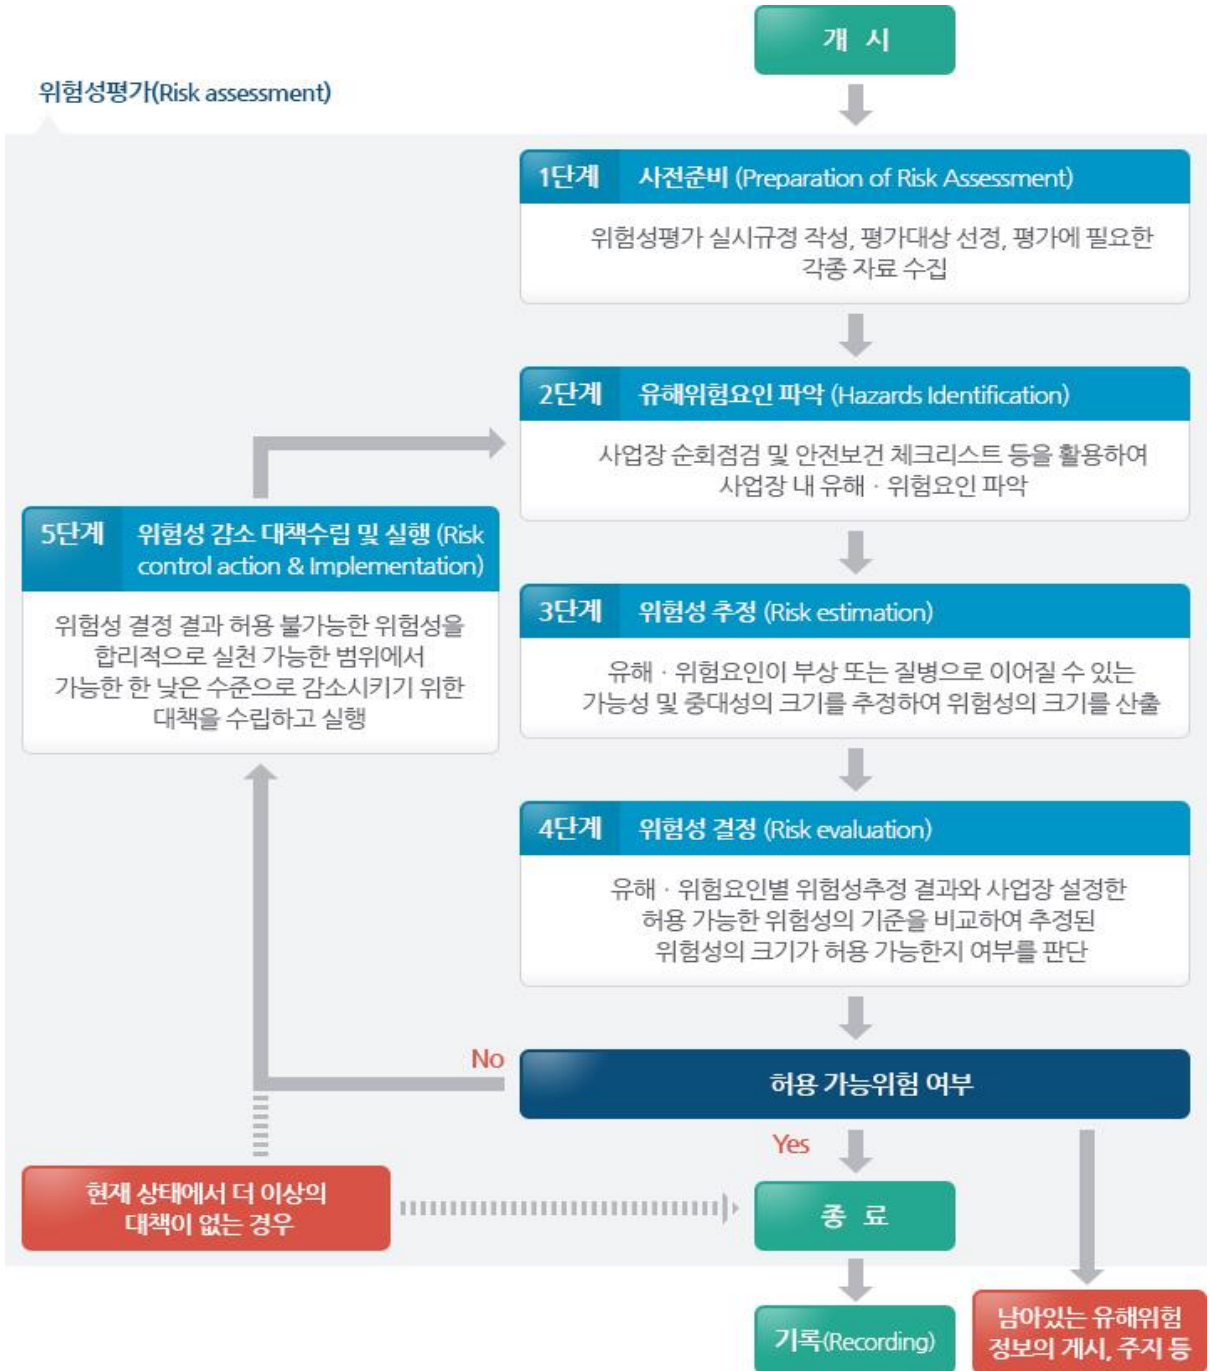 개 시
위험성평가(Risk assessment)
1단계 사전준비 (Preparation of Risk Assessment)
위험성평가 실시규정 작성, 평가대상 선정, 평가에 필요한
각종 자료 수집
2단계 유해위험요인 파악 (Hazards Identification)
사업장 순회점검 및 안전보건 체크리스트 등을 활용하여
사업장 내 유해 · 위험요인 파악
3단계 위험성 추정 (Risk estimation)
유해 · 위험요인이 부상 또는 질병으로 이어질 수 있는
가능성 및 중대성의 크기를 추정하여 위험성의 크기를 산출
4단계 위험성 결정 (Risk evaluation)
유해 · 위험요인별 위험성추정 결과와 사업장 설정한
허용 가능한 위험성의 기준을 비교하여 추정된
위험성의 크기가 허용 가능한지 여부를 판단
허용 가능위험 여부
No
5단계 위험성 감소 대책수립 및 실행 (Risk
control action & Implementation)
위험성 결정 결과 허용 불가능한 위험성을
합리적으로 실천 가능한 범위에서
가능한 한 낮은 수준으로 감소시키기 위한
대책을 수립하고 실행
현재 상태에서 더 이상의
대책이 없는 경우
Yes
종 료
기록(Recording)
남아있는 유해위험
정보의 게시, 주지 등